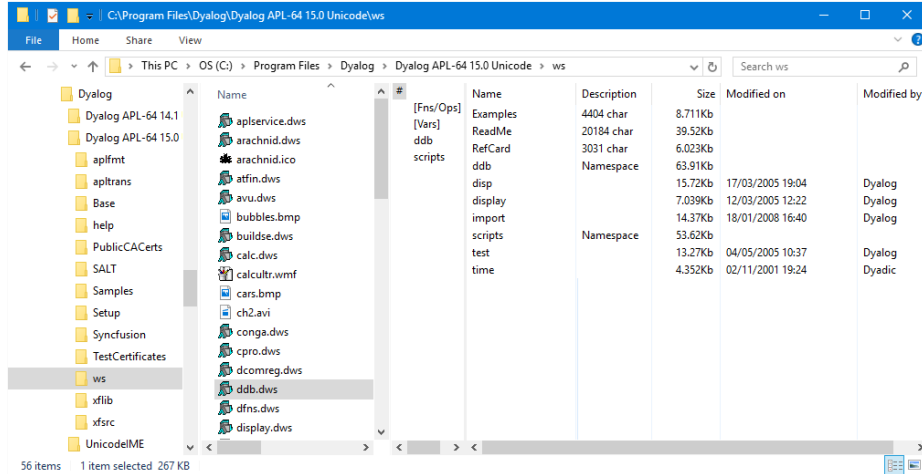 C:\Program Files\Dyalog\Dyalog APL-64 15.0 Unicode\ws
File Home Share View
This PC > OS (C:) > Program Files > Dyalog > Dyalog APL-64 15.0 Unicode > ws
Search ws
Dyalog
Dyalog APL-64 14.1
Dyalog APL-64 15.0
aplfmt
apltrans
Base
help
PublicCACerts
SALT
Samples
Setup
Syncfusion
TestCertificates
ws
xflib
xfsrc
UnicodeIME
Name
aplservice.dws
arachnid.dws
arachnid.ico
atfin.dws
avu.dws
bubbles.bmp
buildse.dws
calc.dws
calcultr.wmf
cars.bmp
ch2.avi
conga.dws
cpro.dws
dcomreg.dws
ddb.dws
dfns.dws
display.dws
#
[Fns/Ops]
[Vars]
ddb
scripts
Name Description Size Modified on Modified by
Examples 4404 char 8.711Kb
ReadMe 20184 char 39.52Kb
RefCard 3031 char 6.023Kb
ddb Namespace 63.91Kb
disp 15.72Kb 17/03/2005 19:04 Dyalog
display 7.039Kb 12/03/2005 12:22 Dyalog
import 14.37Kb 18/01/2008 16:40 Dyalog
scripts Namespace 53.62Kb
test 13.27Kb 04/05/2005 10:37 Dyalog
time 4.352Kb 02/11/2001 19:24 Dyadic
56 items 1 item selected 267 KB